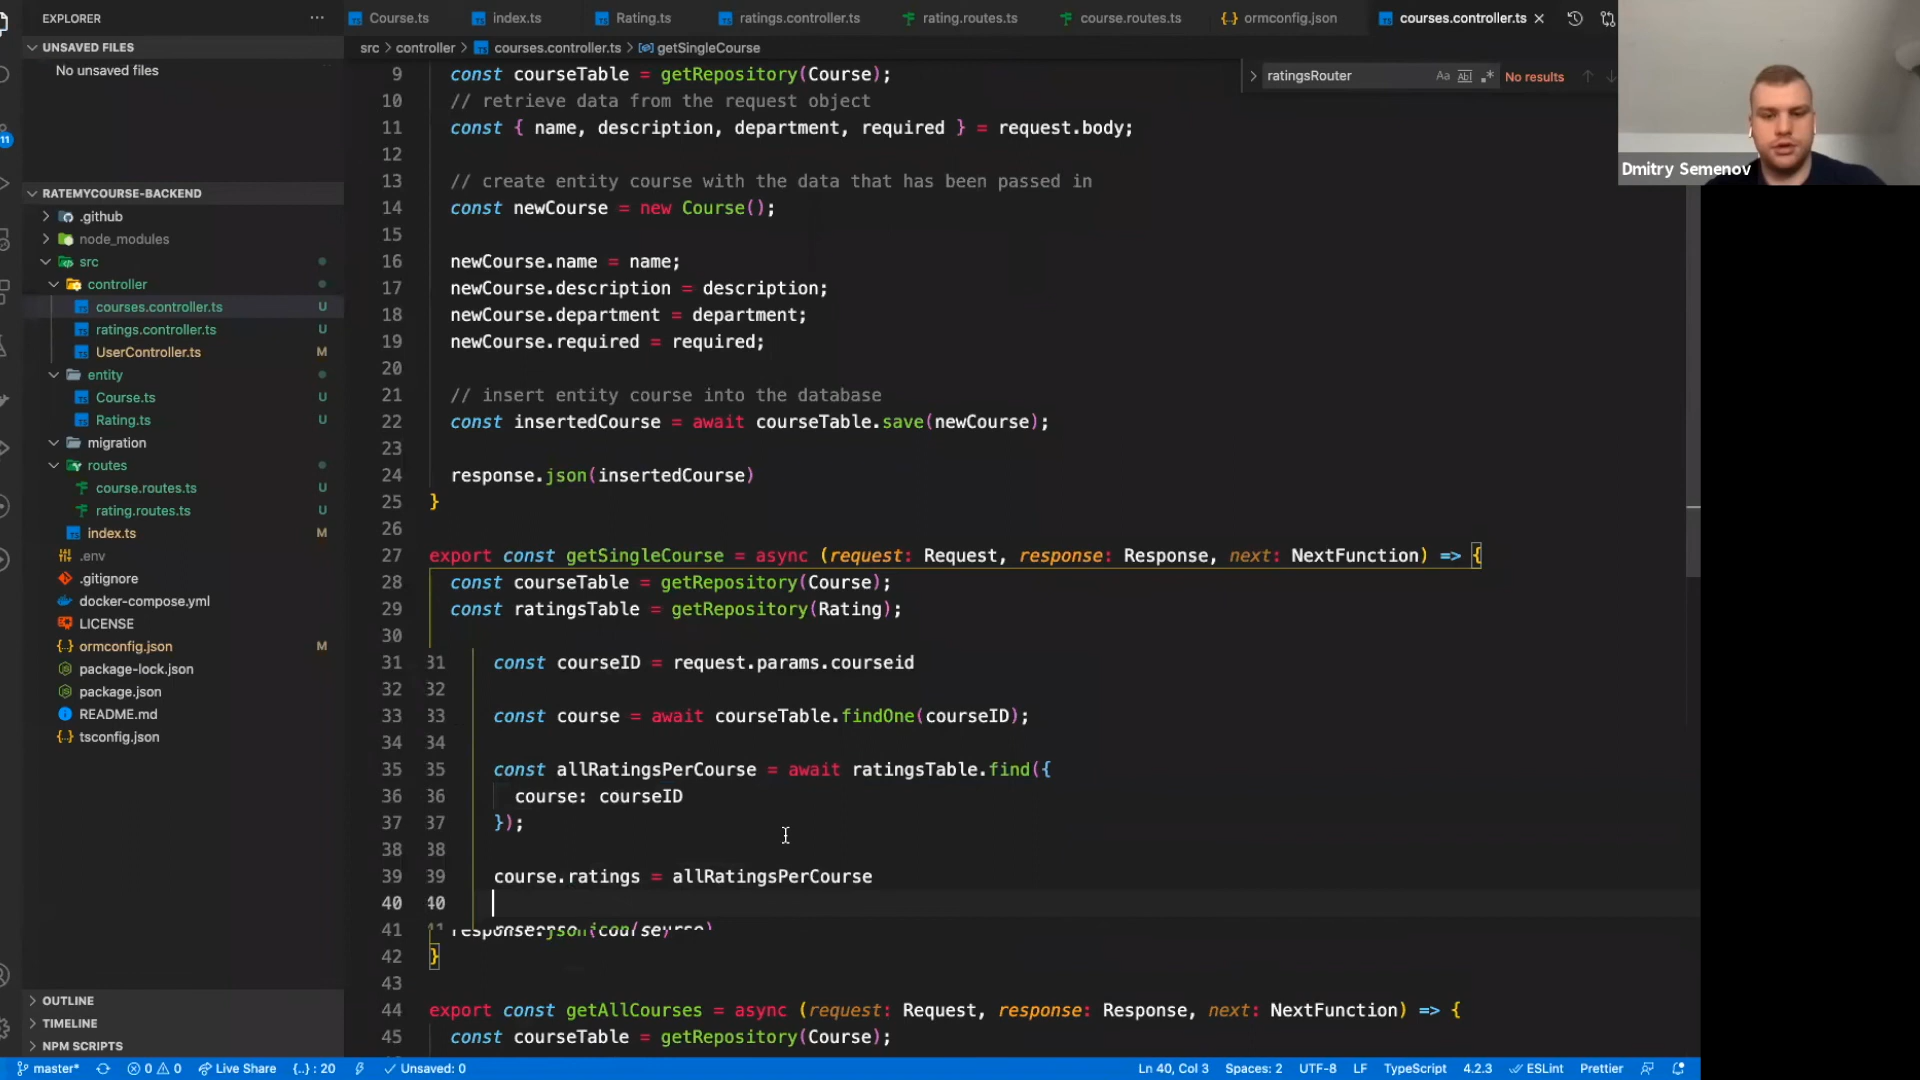 EXPLORER
UNSAVED FILES
No unsaved files
11
RATEMYCOURSE-BACKEND
.github
node_modules
src
controller
courses.controller.ts U
ratings.controller.ts U
UserController.ts M
entity
Course.ts U
Rating.ts U
migration
routes
course.routes.ts U
rating.routes.ts U
index.ts M
.env
.gitignore
docker-compose.yml
LICENSE
ormconfig.json M
package-lock.json
package.json
README.md
tsconfig.json
OUTLINE
TIMELINE
NPM SCRIPTS
Course.ts index.ts Rating.ts ratings.controller.ts rating.routes.ts course.routes.ts ormconfig.json courses.controller.ts
src > controller > courses.controller.ts > getSingleCourse
ratingsRouter Aa Abl .* No results
Dmitry Semenov
9 const courseTable = getRepository(Course);
10 // retrieve data from the request object
11 const { name, description, department, required } = request.body;
12
13 // create entity course with the data that has been passed in
14 const newCourse = new Course();
15
16 newCourse.name = name;
17 newCourse.description = description;
18 newCourse.department = department;
19 newCourse.required = required;
20
21 // insert entity course into the database
22 const insertedCourse = await courseTable.save(newCourse);
23
24 response.json(insertedCourse)
25 }
26
27 export const getSingleCourse = async (request: Request, response: Response, next: NextFunction) => {
28 const courseTable = getRepository(Course);
29 const ratingsTable = getRepository(Rating);
30
31 31 const courseID = request.params.courseid
32 32
33 33 const course = await courseTable.findOne(courseID);
34 34
35 35 const allRatingsPerCourse = await ratingsTable.find({
36 36 course: courseID
37 37 });
38 38
39 39 course.ratings = allRatingsPerCourse
40 40
41 response.json(course)
42 }
43
44 export const getAllCourses = async (request: Request, response: Response, next: NextFunction) => {
45 const courseTable = getRepository(Course);
master* 0 0 Live Share {..} : 20 Unsaved: 0 Ln 40, Col 3 Spaces: 2 UTF-8 LF TypeScript 4.2.3 ESLint Prettier